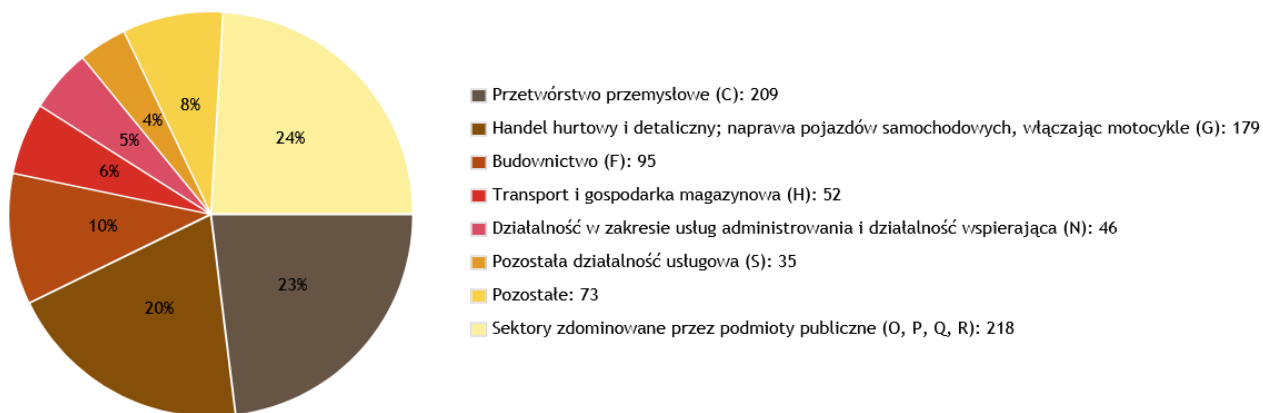 8%
4%
24%
5%
6%
10%
23%
20%
Przetwórstwo przemysłowe (C): 209
Handel hurtowy i detaliczny; naprawa pojazdów samochodowych, włączając motocykle (G): 179
Budownictwo (F): 95
Transport i gospodarka magazynowa (H): 52
Działalność w zakresie usług administrowania i działalność wspierająca (N): 46
Pozostała działalność usługowa (S): 35
Pozostałe: 73
Sektory zdominowane przez podmioty publiczne (O, P, Q, R): 218